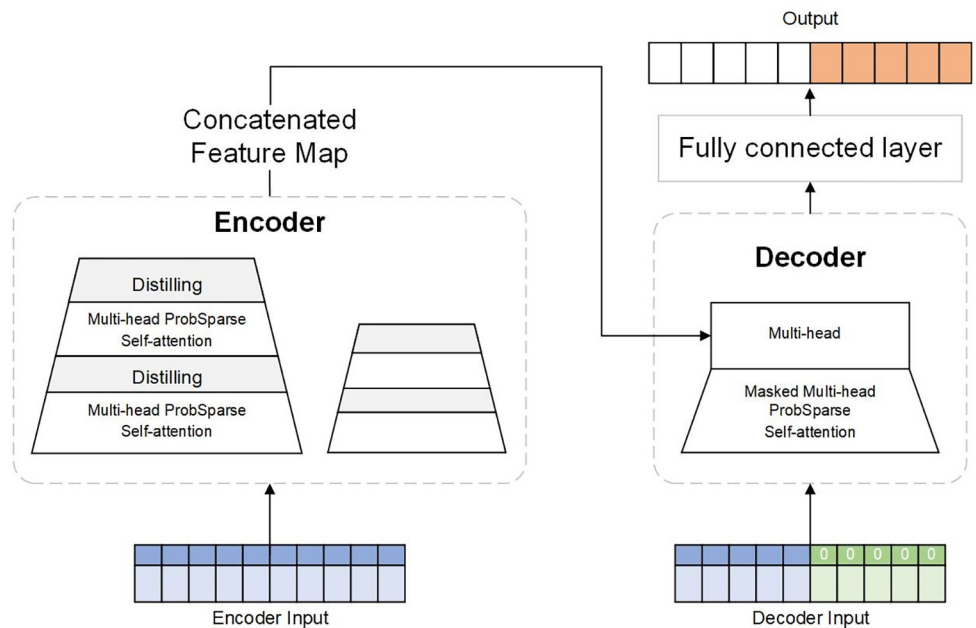 Output
Concatenated
Feature Map
Fully connected layer
Encoder
Distilling
Multi-head ProbSparse
Self-attention
Distilling
Multi-head ProbSparse
Self-attention
Decoder
Multi-head
Masked Multi-head
ProbSparse
Self-attention
Encoder Input
0 0 0 0 0
Decoder Input